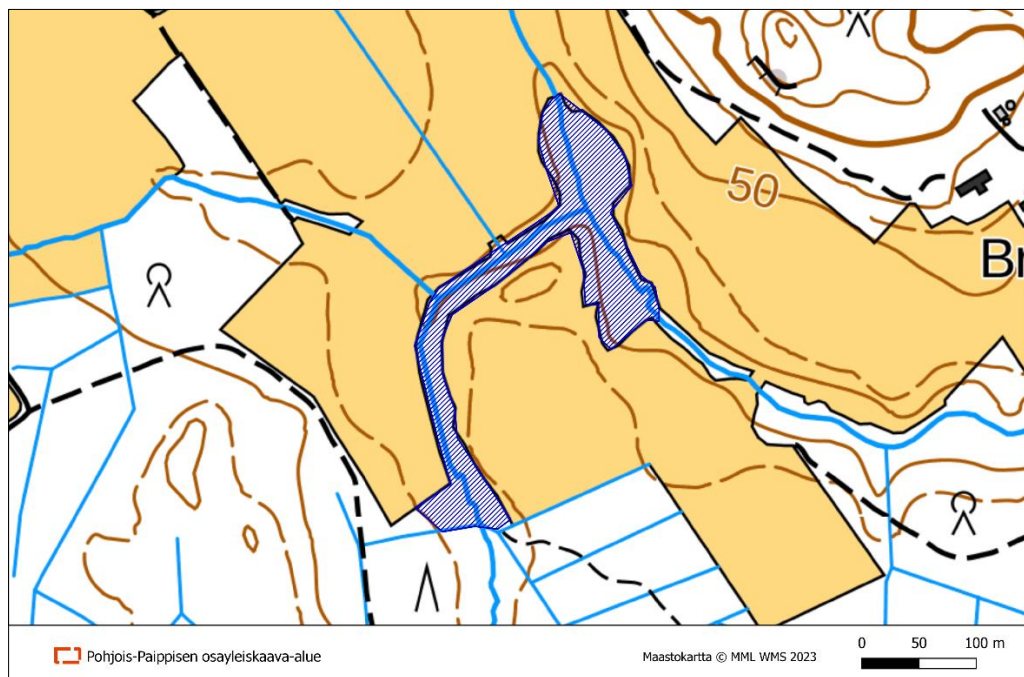 50
Br
Pohjois-Paippisen osayleiskaava-alue
Maastokartta © MML WMS 2023
0 50 100 m